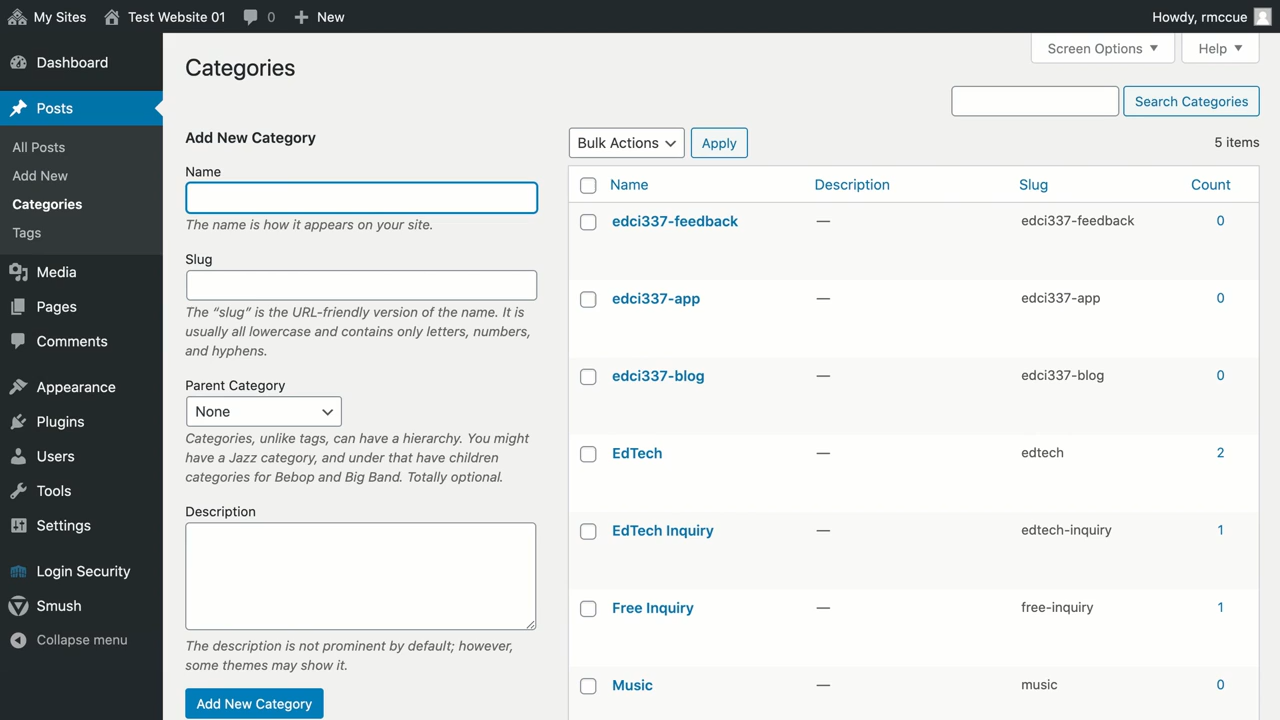 My Sites
Test Website 01
0
New
Howdy, rmccue
Dashboard
Posts
All Posts
Add New
Categories
Tags
Media
Pages
Comments
Appearance
Plugins
Users
Tools
Settings
Login Security
Smush
Collapse menu
Screen Options
Help
Categories
Search Categories
Add New Category
Name
The name is how it appears on your site.
Slug
The “slug” is the URL-friendly version of the name. It is
usually all lowercase and contains only letters, numbers,
and hyphens.
Parent Category
None
Categories, unlike tags, can have a hierarchy. You might
have a Jazz category, and under that have children
categories for Bebop and Big Band. Totally optional.
Description
The description is not prominent by default; however,
some themes may show it.
Add New Category
Bulk Actions
Apply
5 items
Name Description Slug Count
edci337-feedback — edci337-feedback 0
edci337-app — edci337-app 0
edci337-blog — edci337-blog 0
EdTech — edtech 2
EdTech Inquiry — edtech-inquiry 1
Free Inquiry — free-inquiry 1
Music — music 0